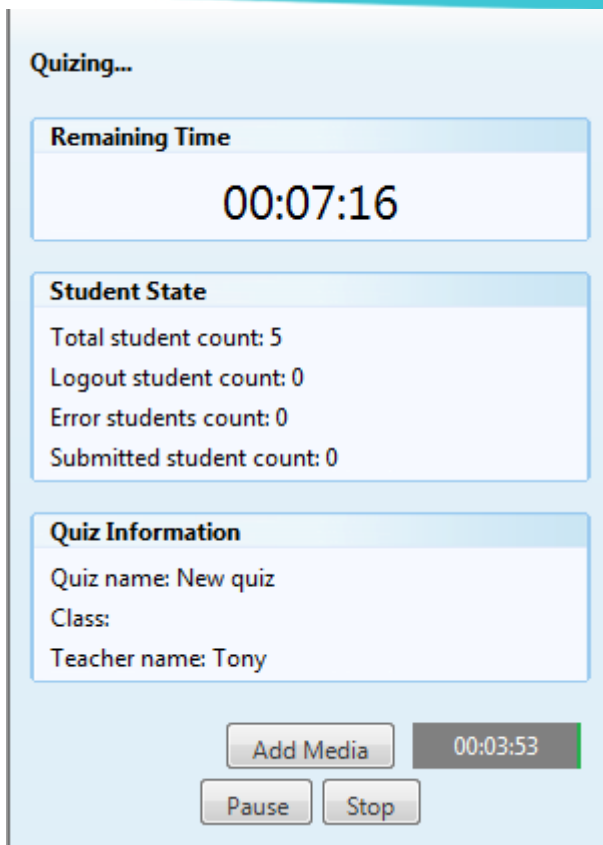 Quizing...
Remaining Time
00:07:16
Student State
Total student count: 5
Logout student count: 0
Error students count: 0
Submitted student count: 0
Quiz Information
Quiz name: New quiz
Class:
Teacher name: Tony
Add Media 00:03:53
Pause Stop